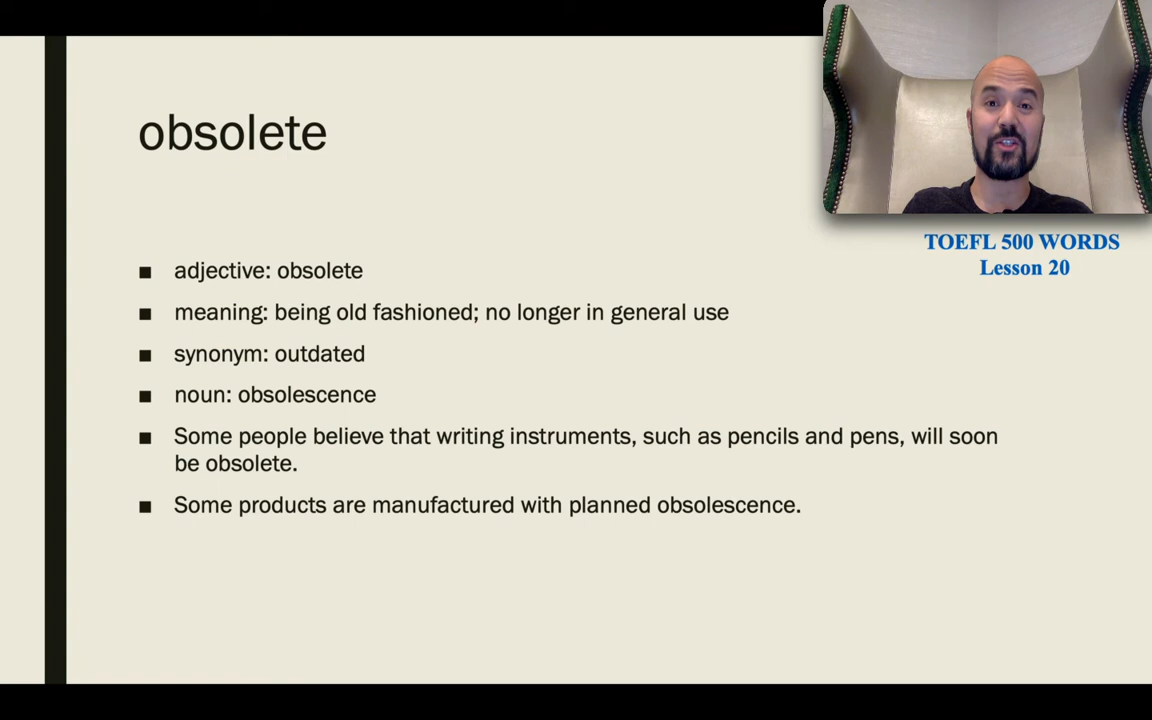 obsolete
TOEFL 500 WORDS
Lesson 20
■ adjective: obsolete
■ meaning: being old fashioned; no longer in general use
■ synonym: outdated
■ noun: obsolescence
■ Some people believe that writing instruments, such as pencils and pens, will soon
be obsolete.
■ Some products are manufactured with planned obsolescence.